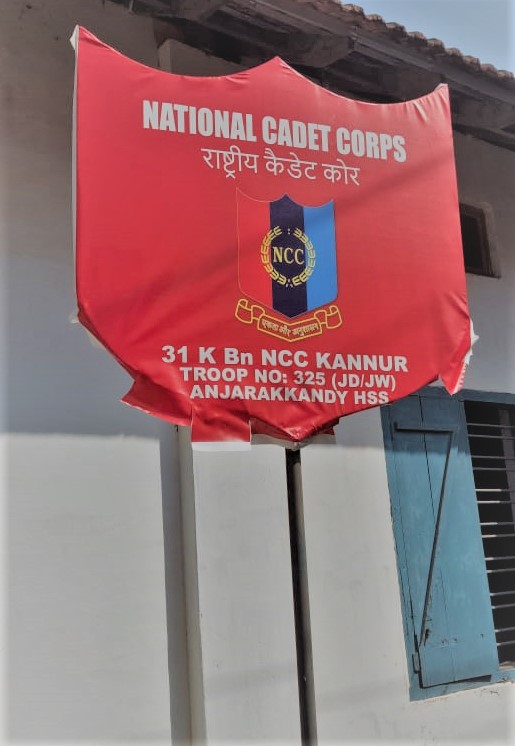 NATIONAL CADET CORPS
राष्ट्रीय कैडेट कोर
NCC
एकता और अनुशासन
31 K Bn NCC KANNUR
TROOP NO: 325 (JD/JW)
ANJARAKKANDY HSS